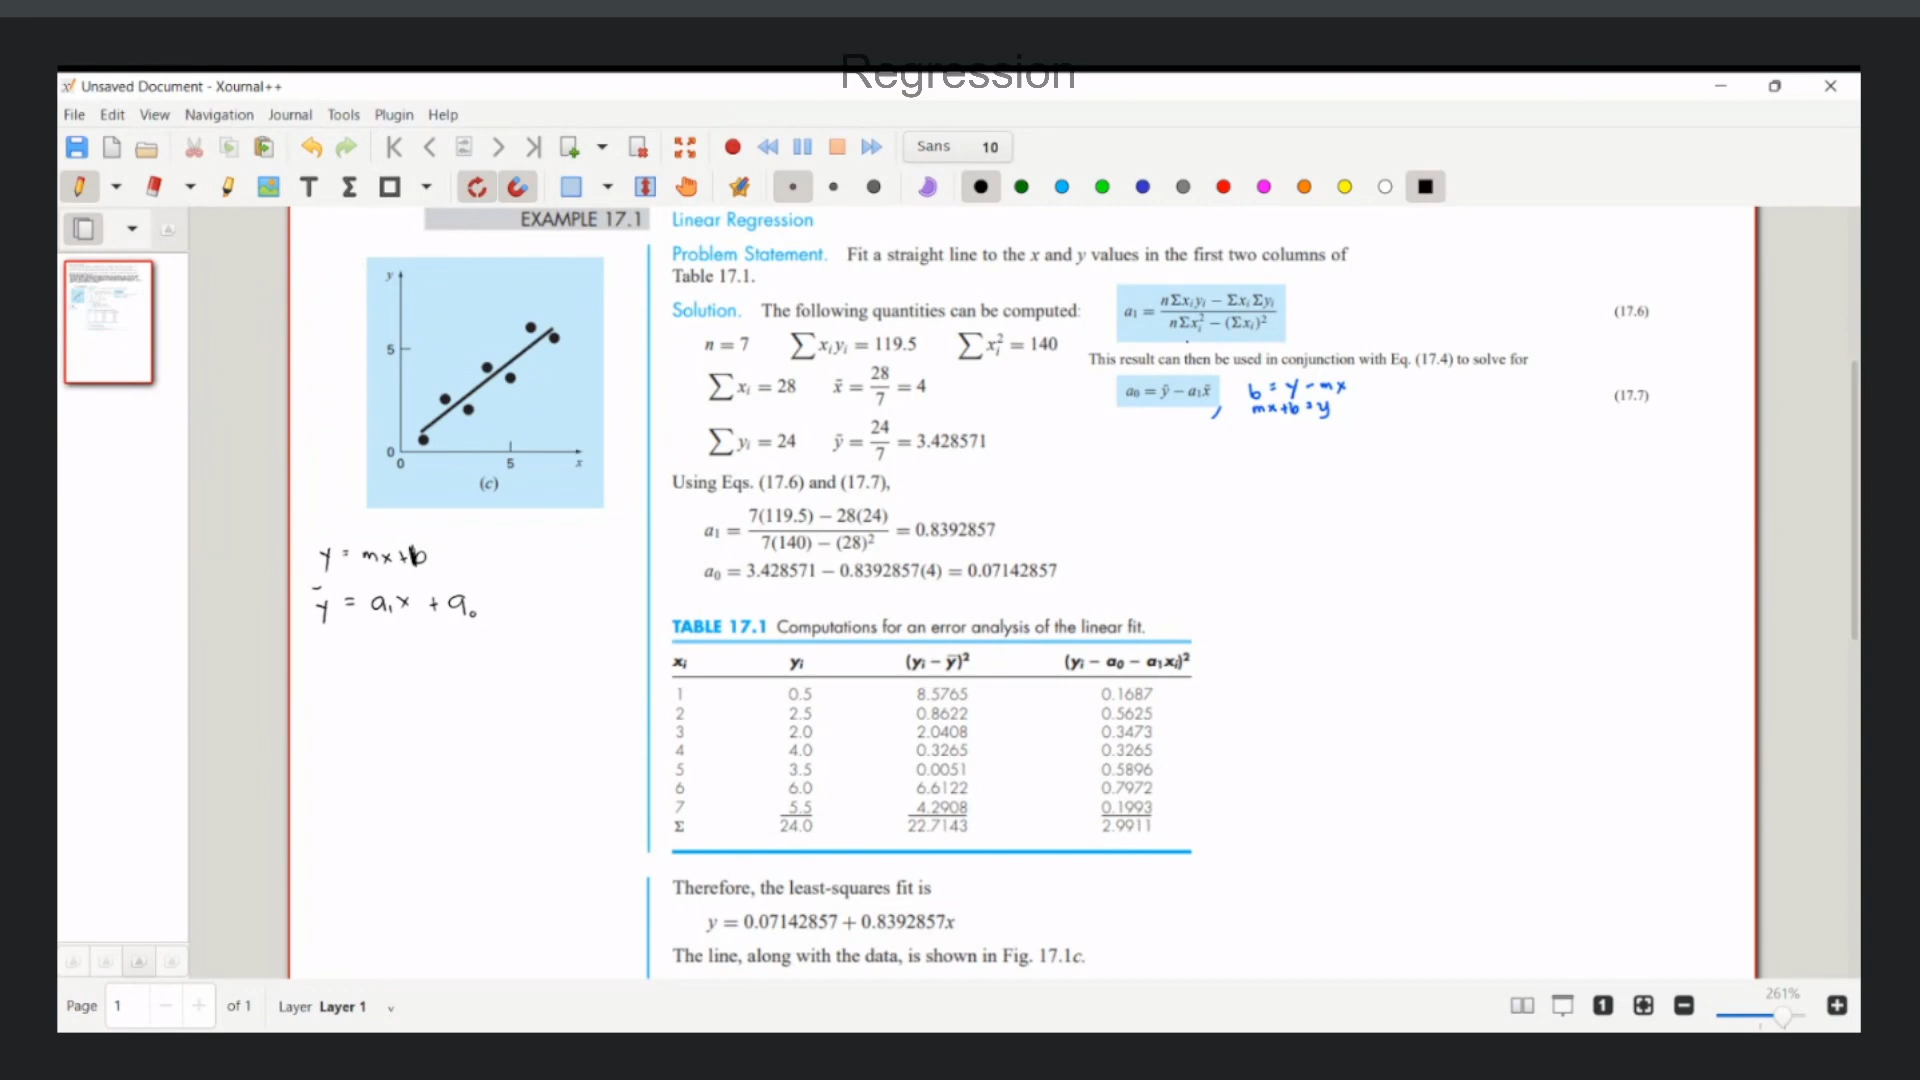 Regression
Unsaved Document - Xournal++
File Edit View Navigation Journal Tools Plugin Help
Sans 10
EXAMPLE 17.1 Linear Regression
Problem Statement. Fit a straight line to the x and y values in the first two columns of
Table 17.1.
Solution. The following quantities can be computed:
n = 7 ∑xᵢyᵢ = 119.5 ∑xᵢ² = 140
∑xᵢ = 28 x̄ = 28/7 = 4
∑yᵢ = 24 ȳ = 24/7 = 3.428571
Using Eqs. (17.6) and (17.7),
a₁ = (7(119.5) − 28(24))/(7(140) − (28)²) = 0.8392857
a₀ = 3.428571 − 0.8392857(4) = 0.07142857
a₁ = (nΣxᵢyᵢ − Σxᵢ Σyᵢ)/(nΣxᵢ² − (Σxᵢ)²) (17.6)
This result can then be used in conjunction with Eq. (17.4) to solve for
a₀ = ȳ − a₁x̄ (17.7)
b = y - mx
mx+b = y
y
5
0
0 5 x
(c)
y = mx+b
ȳ = a₁x + a₀
TABLE 17.1 Computations for an error analysis of the linear fit.
xᵢ yᵢ (yᵢ − ȳ)² (yᵢ − a₀ − a₁xᵢ)²
1 0.5 8.5765 0.1687
2 2.5 0.8622 0.5625
3 2.0 2.0408 0.3473
4 4.0 0.3265 0.3265
5 3.5 0.0051 0.5896
6 6.0 6.6122 0.7972
7 5.5 4.2908 0.1993
Σ 24.0 22.7143 2.9911
Therefore, the least-squares fit is
y = 0.07142857 + 0.8392857x
The line, along with the data, is shown in Fig. 17.1c.
Page 1 of 1 Layer Layer 1
261%